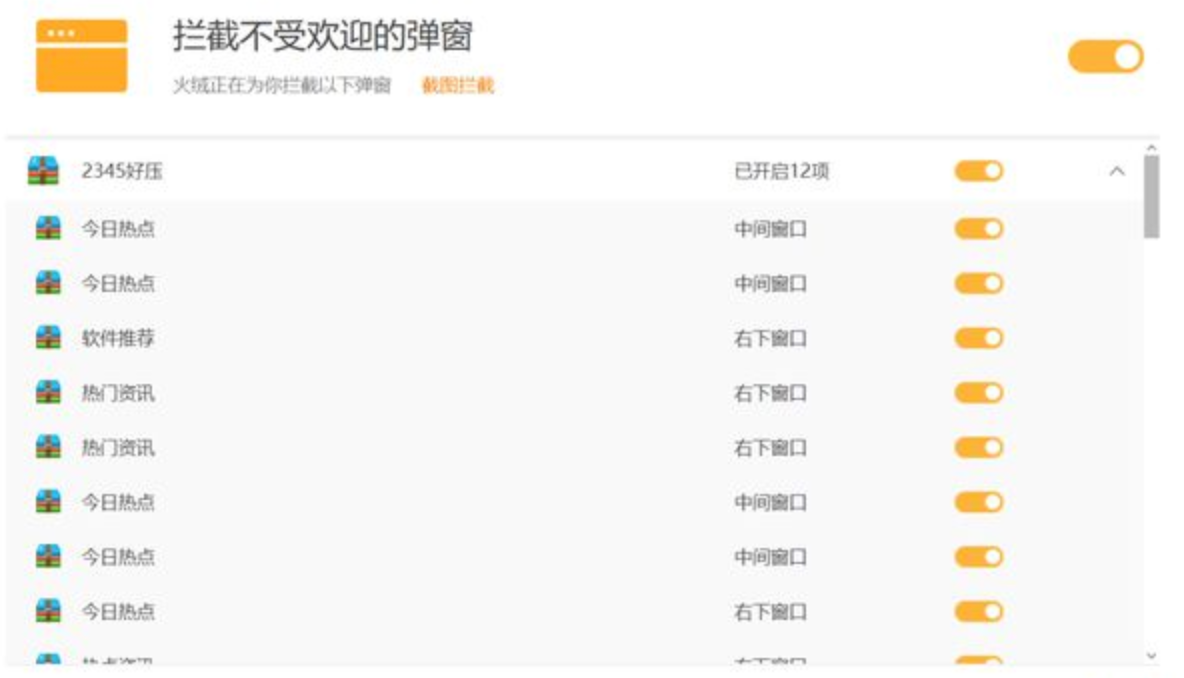 拦截不受欢迎的弹窗
火绒正在为你拦截以下弹窗 截图拦截
2345好压 已开启12项
今日热点 中间窗口
今日热点 中间窗口
软件推荐 右下窗口
热门资讯 右下窗口
热门资讯 右下窗口
今日热点 中间窗口
今日热点 中间窗口
今日热点 右下窗口